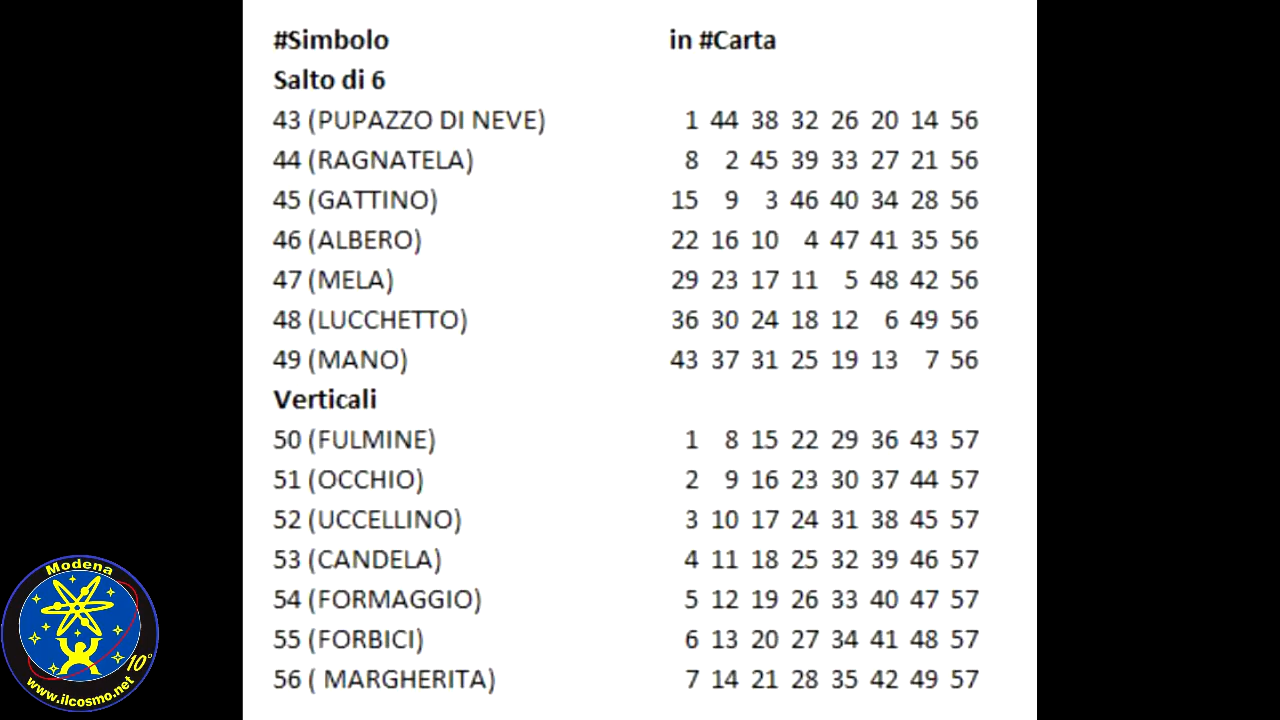 #Simbolo in #Carta
Salto di 6
43 (PUPAZZO DI NEVE) 1 44 38 32 26 20 14 56
44 (RAGNATELA) 8 2 45 39 33 27 21 56
45 (GATTINO) 15 9 3 46 40 34 28 56
46 (ALBERO) 22 16 10 4 47 41 35 56
47 (MELA) 29 23 17 11 5 48 42 56
48 (LUCCHETTO) 36 30 24 18 12 6 49 56
49 (MANO) 43 37 31 25 19 13 7 56
Verticali
50 (FULMINE) 1 8 15 22 29 36 43 57
51 (OCCHIO) 2 9 16 23 30 37 44 57
52 (UCCELLINO) 3 10 17 24 31 38 45 57
53 (CANDELA) 4 11 18 25 32 39 46 57
54 (FORMAGGIO) 5 12 19 26 33 40 47 57
55 (FORBICI) 6 13 20 27 34 41 48 57
56 ( MARGHERITA) 7 14 21 28 35 42 49 57
Modena
10°
www.ilcosmo.net